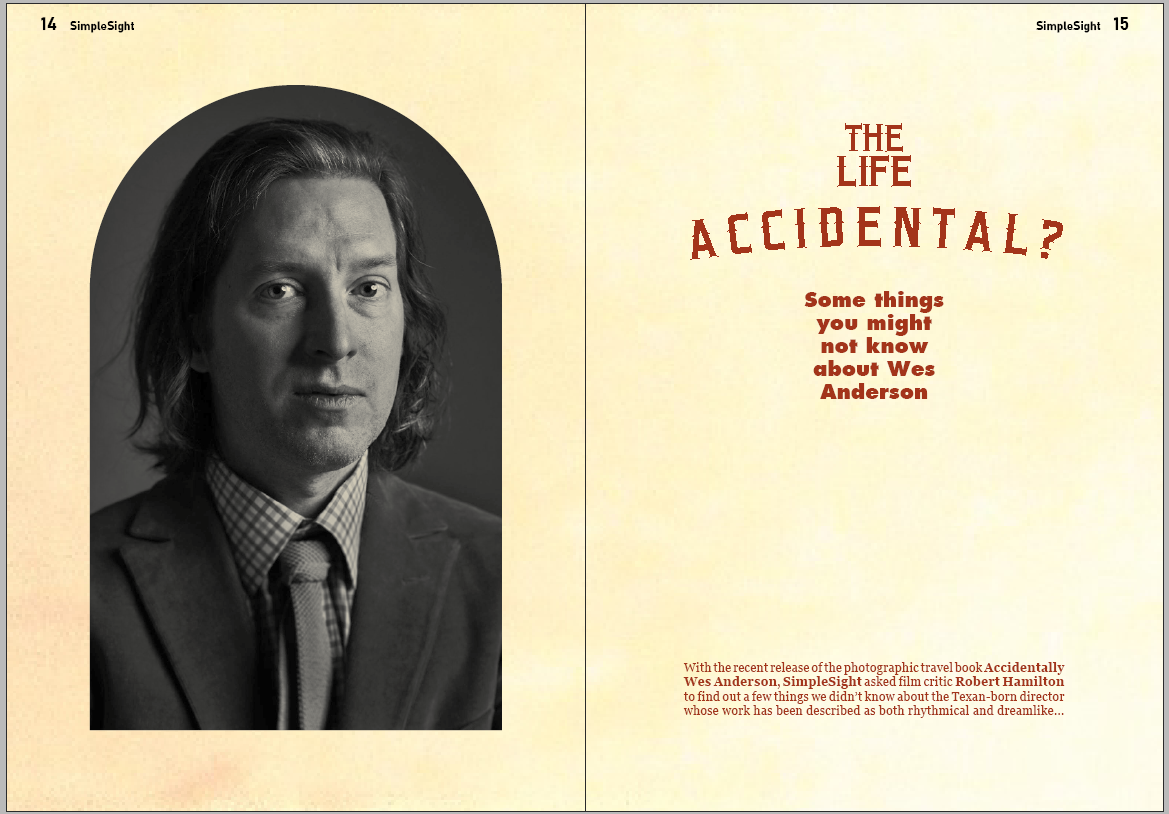 14 SimpleSight
SimpleSight 15
THE
LIFE
ACCIDENTAL?
Some things
you might
not know
about Wes
Anderson
With the recent release of the photographic travel book Accidentally
Wes Anderson, SimpleSight asked film critic Robert Hamilton
to find out a few things we didn't know about the Texan-born director
whose work has been described as both rhythmical and dreamlike...